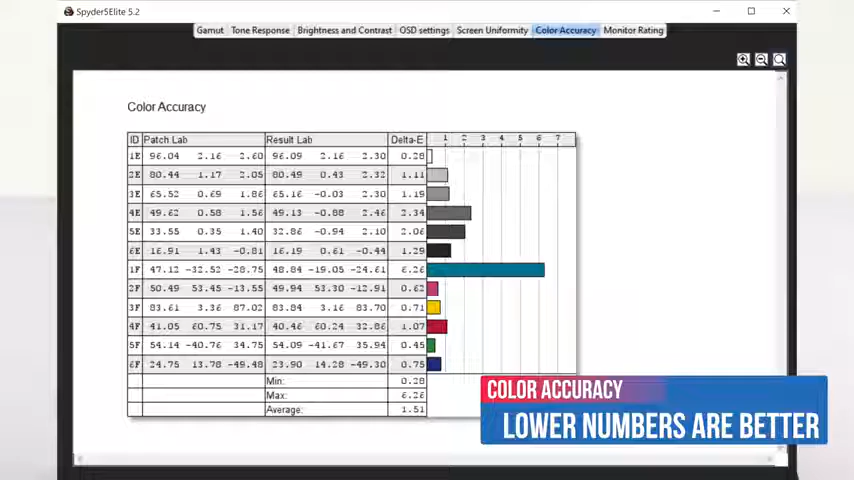 Spyder5Elite 5.2
Gamut Tone Response Brightness and Contrast OSD settings Screen Uniformity Color Accuracy Monitor Rating
Color Accuracy
ID Patch Lab Result Lab Delta-E 1 2 3 4 5 6 7
1E 96.04 2.16 2.60 96.09 2.16 2.30 0.28
2E 80.44 1.17 2.05 80.49 0.43 2.32 1.11
3E 65.52 0.69 1.86 65.16 -0.03 2.30 1.19
4E 49.62 0.58 1.56 49.13 -0.88 2.46 2.34
5E 33.55 0.35 1.40 32.86 -0.94 2.10 2.06
6E 16.91 1.43 -0.81 16.19 0.61 -0.44 1.29
1F 47.12 -32.52 -28.75 48.84 -19.05 -24.61 6.26
2F 50.49 53.45 -13.55 49.94 53.30 -12.91 0.62
3F 83.61 3.36 87.02 83.84 3.16 83.70 0.71
4F 41.05 60.75 31.17 40.46 60.24 32.86 1.07
5F 54.14 -40.76 34.75 54.09 -41.67 35.94 0.45
6F 24.75 13.78 -49.48 23.90 14.28 -49.30 0.75
Min: 0.28
Max: 6.26
Average: 1.51
COLOR ACCURACY
LOWER NUMBERS ARE BETTER